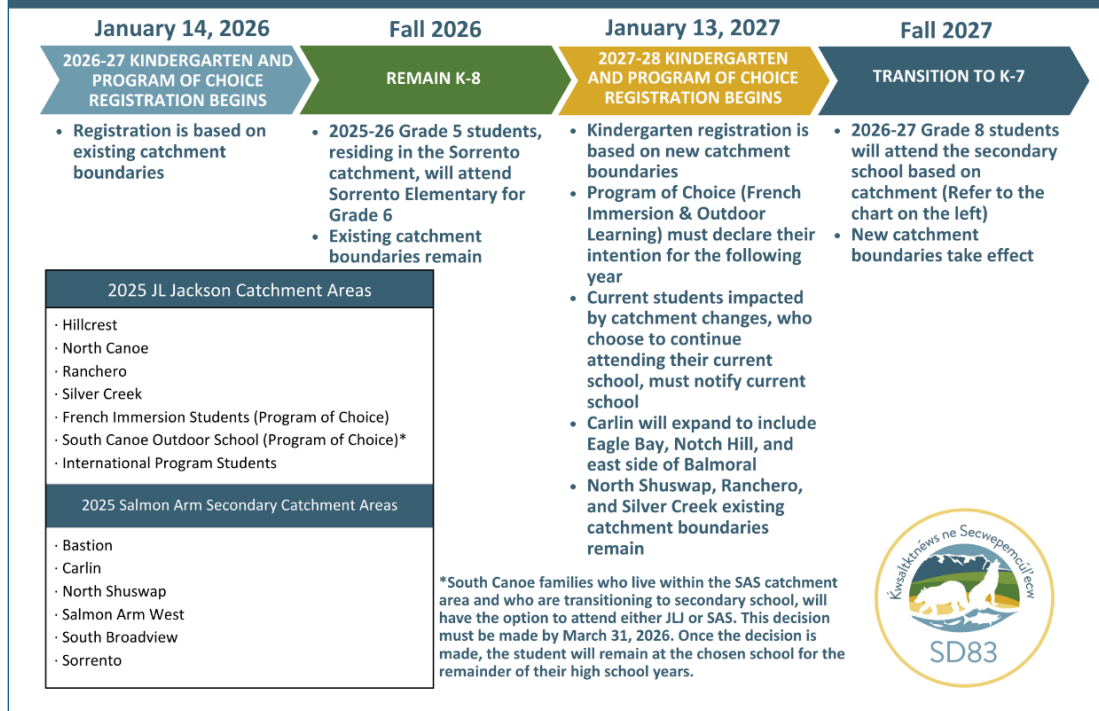 January 14, 2026
2026-27 KINDERGARTEN AND
PROGRAM OF CHOICE
REGISTRATION BEGINS
• Registration is based on
existing catchment
boundaries
Fall 2026
REMAIN K-8
• 2025-26 Grade 5 students,
residing in the Sorrento
catchment, will attend
Sorrento Elementary for
Grade 6
• Existing catchment
boundaries remain
January 13, 2027
2027-28 KINDERGARTEN
AND PROGRAM OF CHOICE
REGISTRATION BEGINS
• Kindergarten registration is
based on new catchment
boundaries
• Program of Choice (French
Immersion & Outdoor
Learning) must declare their
intention for the following
year
• Current students impacted
by catchment changes, who
choose to continue
attending their current
school, must notify current
school
• Carlin will expand to include
Eagle Bay, Notch Hill, and
east side of Balmoral
• North Shuswap, Ranchero,
and Silver Creek existing
catchment boundaries
remain
Fall 2027
TRANSITION TO K-7
• 2026-27 Grade 8 students
will attend the secondary
school based on
catchment (Refer to the
chart on the left)
• New catchment
boundaries take effect
2025 JL Jackson Catchment Areas
· Hillcrest
· North Canoe
· Ranchero
· Silver Creek
· French Immersion Students (Program of Choice)
· South Canoe Outdoor School (Program of Choice)*
· International Program Students
2025 Salmon Arm Secondary Catchment Areas
· Bastion
· Carlin
· North Shuswap
· Salmon Arm West
· South Broadview
· Sorrento
*South Canoe families who live within the SAS catchment
area and who are transitioning to secondary school, will
have the option to attend either JLJ or SAS. This decision
must be made by March 31, 2026. Once the decision is
made, the student will remain at the chosen school for the
remainder of their high school years.
Ḱwsaltktnéws ne Secwepemcúl'ecw
SD83